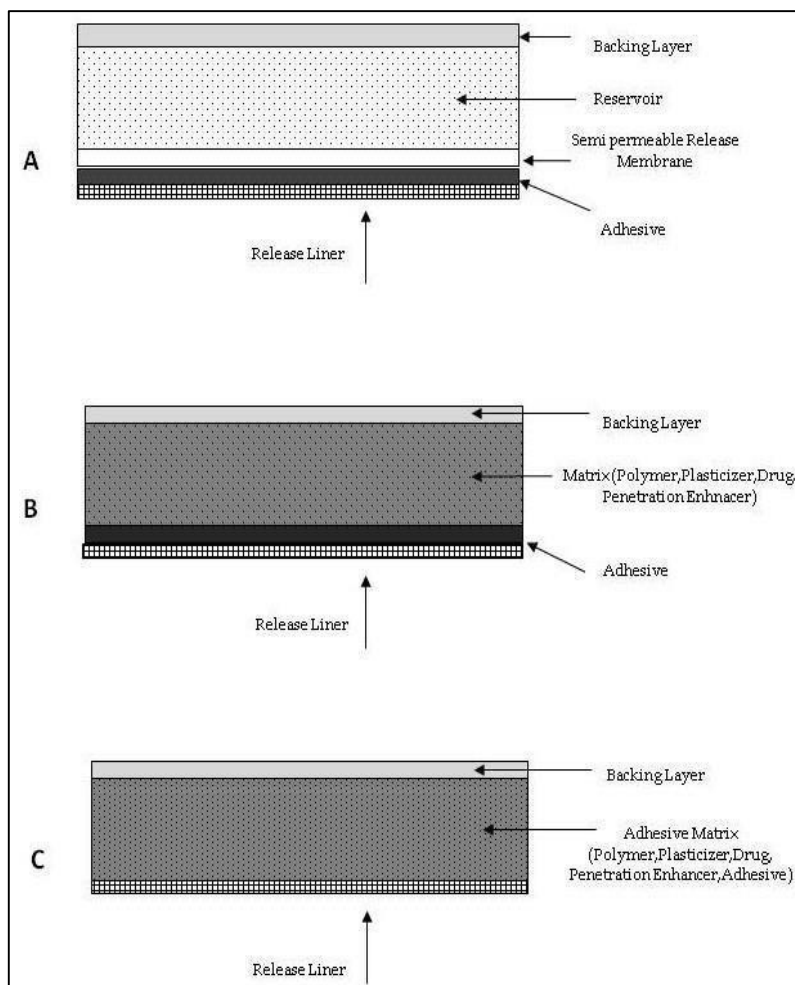 Backing Layer
Reservoir
Semi permeable Release
Membrane
A
Adhesive
Release Liner
Backing Layer
Matrix(Polymer,Plasticizer,Drug,
Penetration Enhnacer)
B
Adhesive
Release Liner
Backing Layer
Adhesive Matrix
(Polymer,Plasticizer,Drug,
Penetration Enhancer,Adhesive)
C
Release Liner